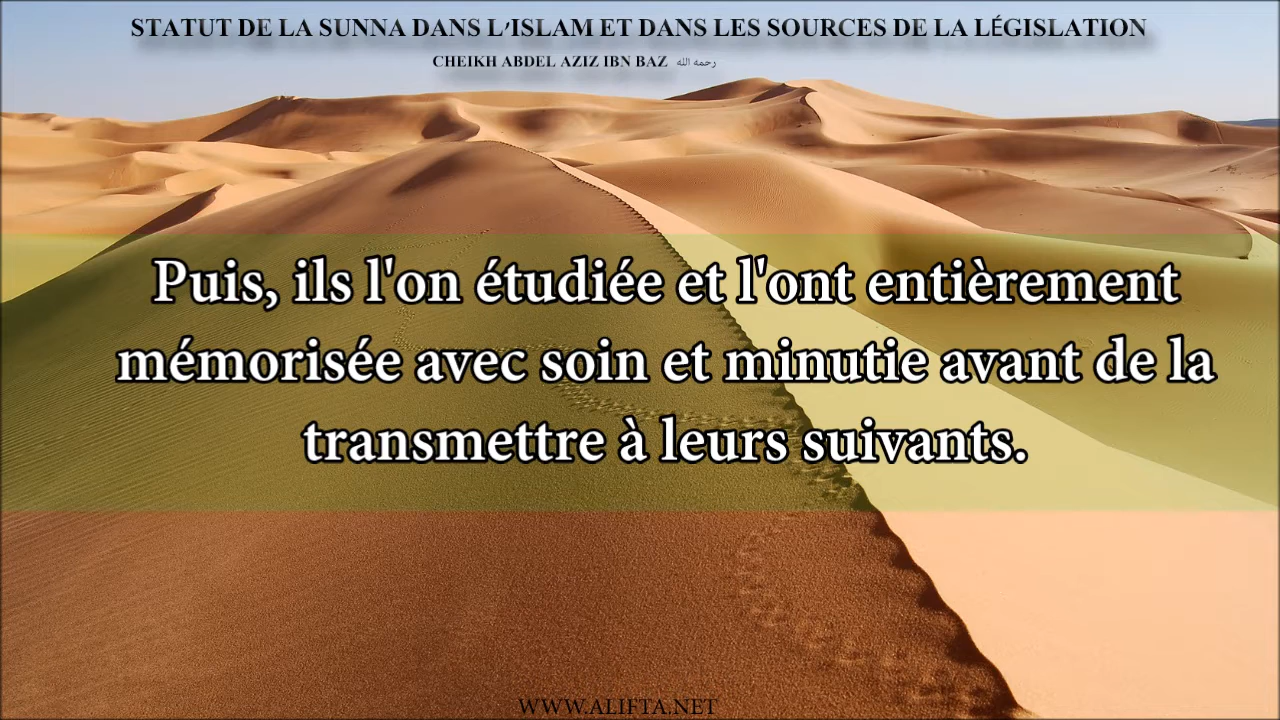 STATUT DE LA SUNNA DANS L'ISLAM ET DANS LES SOURCES DE LA LÉGISLATION
CHEIKH ABDEL AZIZ IBN BAZ رحمه الله
Puis, ils l'on étudiée et l'ont entièrement
mémorisée avec soin et minutie avant de la
transmettre à leurs suivants.
WWW.ALIFTA.NET